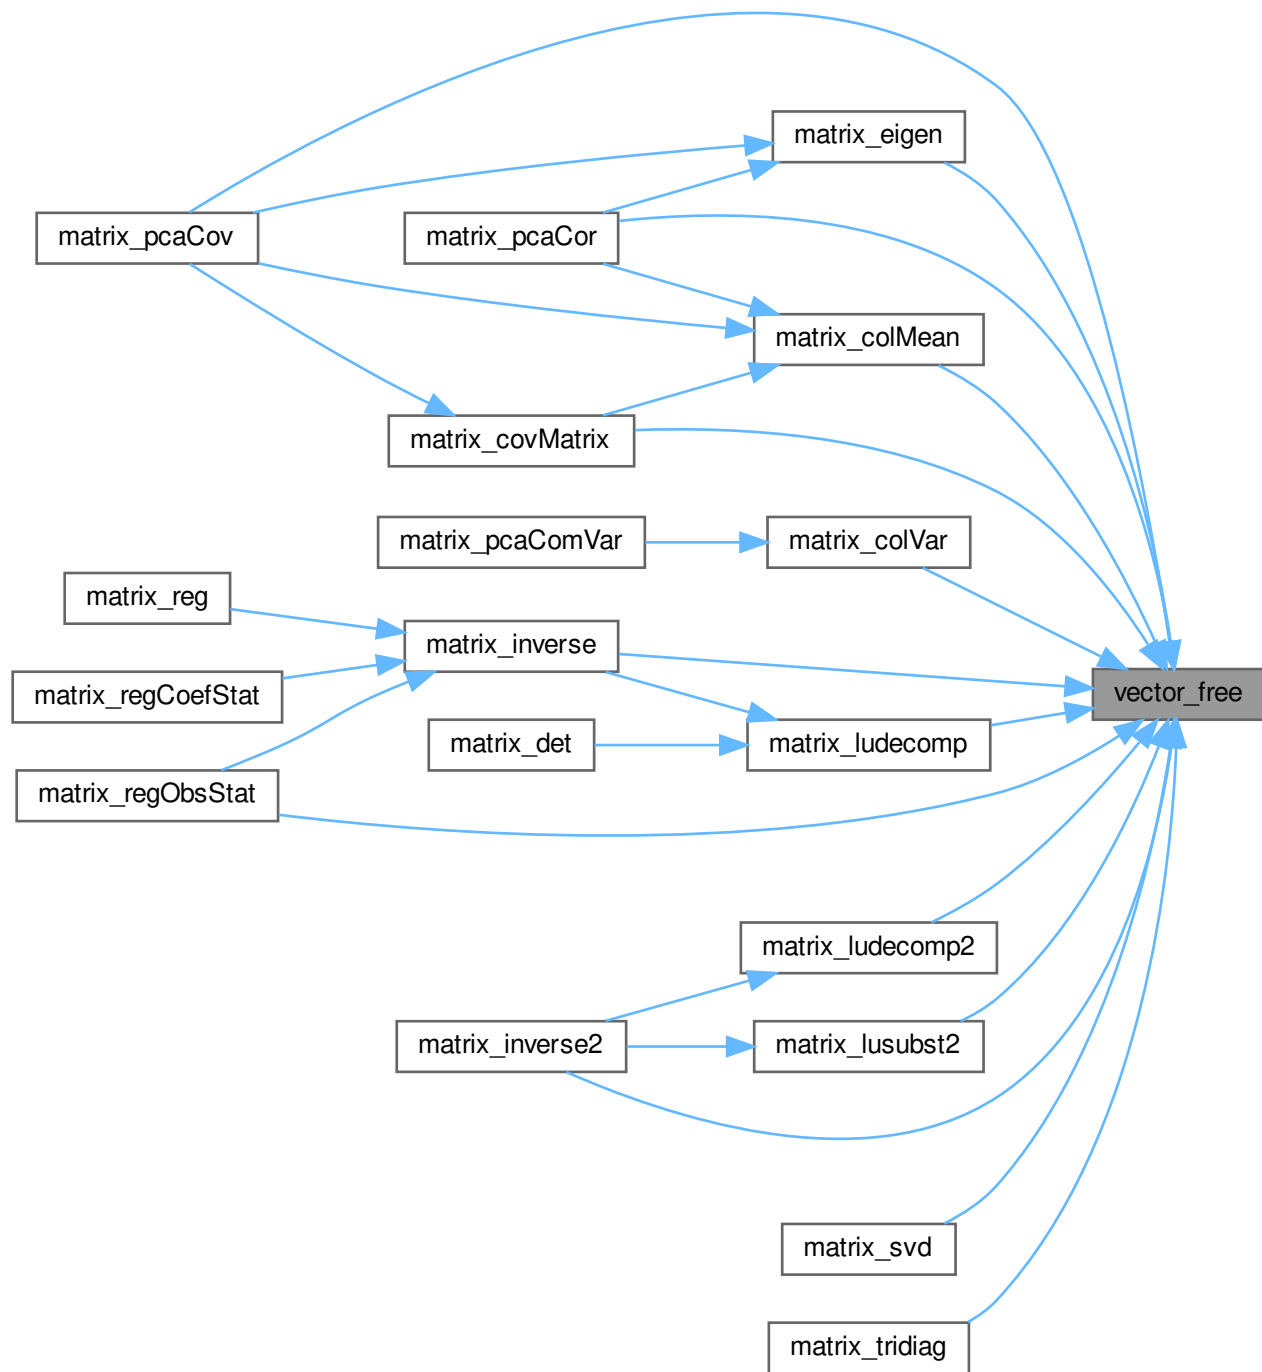 matrix_eigen
matrix_pcaCov
matrix_pcaCor
matrix_colMean
matrix_covMatrix
matrix_pcaComVar
matrix_colVar
matrix_reg
matrix_inverse
matrix_regCoefStat
vector_free
matrix_det
matrix_ludecomp
matrix_regObsStat
matrix_ludecomp2
matrix_inverse2
matrix_lusubst2
matrix_svd
matrix_tridiag